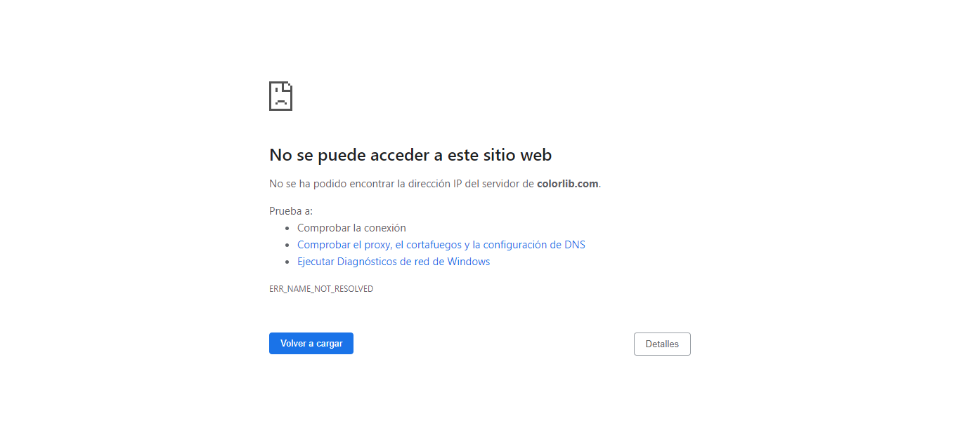 No se puede acceder a este sitio web
No se ha podido encontrar la dirección IP del servidor de colorlib.com.
Prueba a:
• Comprobar la conexión
• Comprobar el proxy, el cortafuegos y la configuración de DNS
• Ejecutar Diagnósticos de red de Windows
ERR_NAME_NOT_RESOLVED
Volver a cargar
Detalles